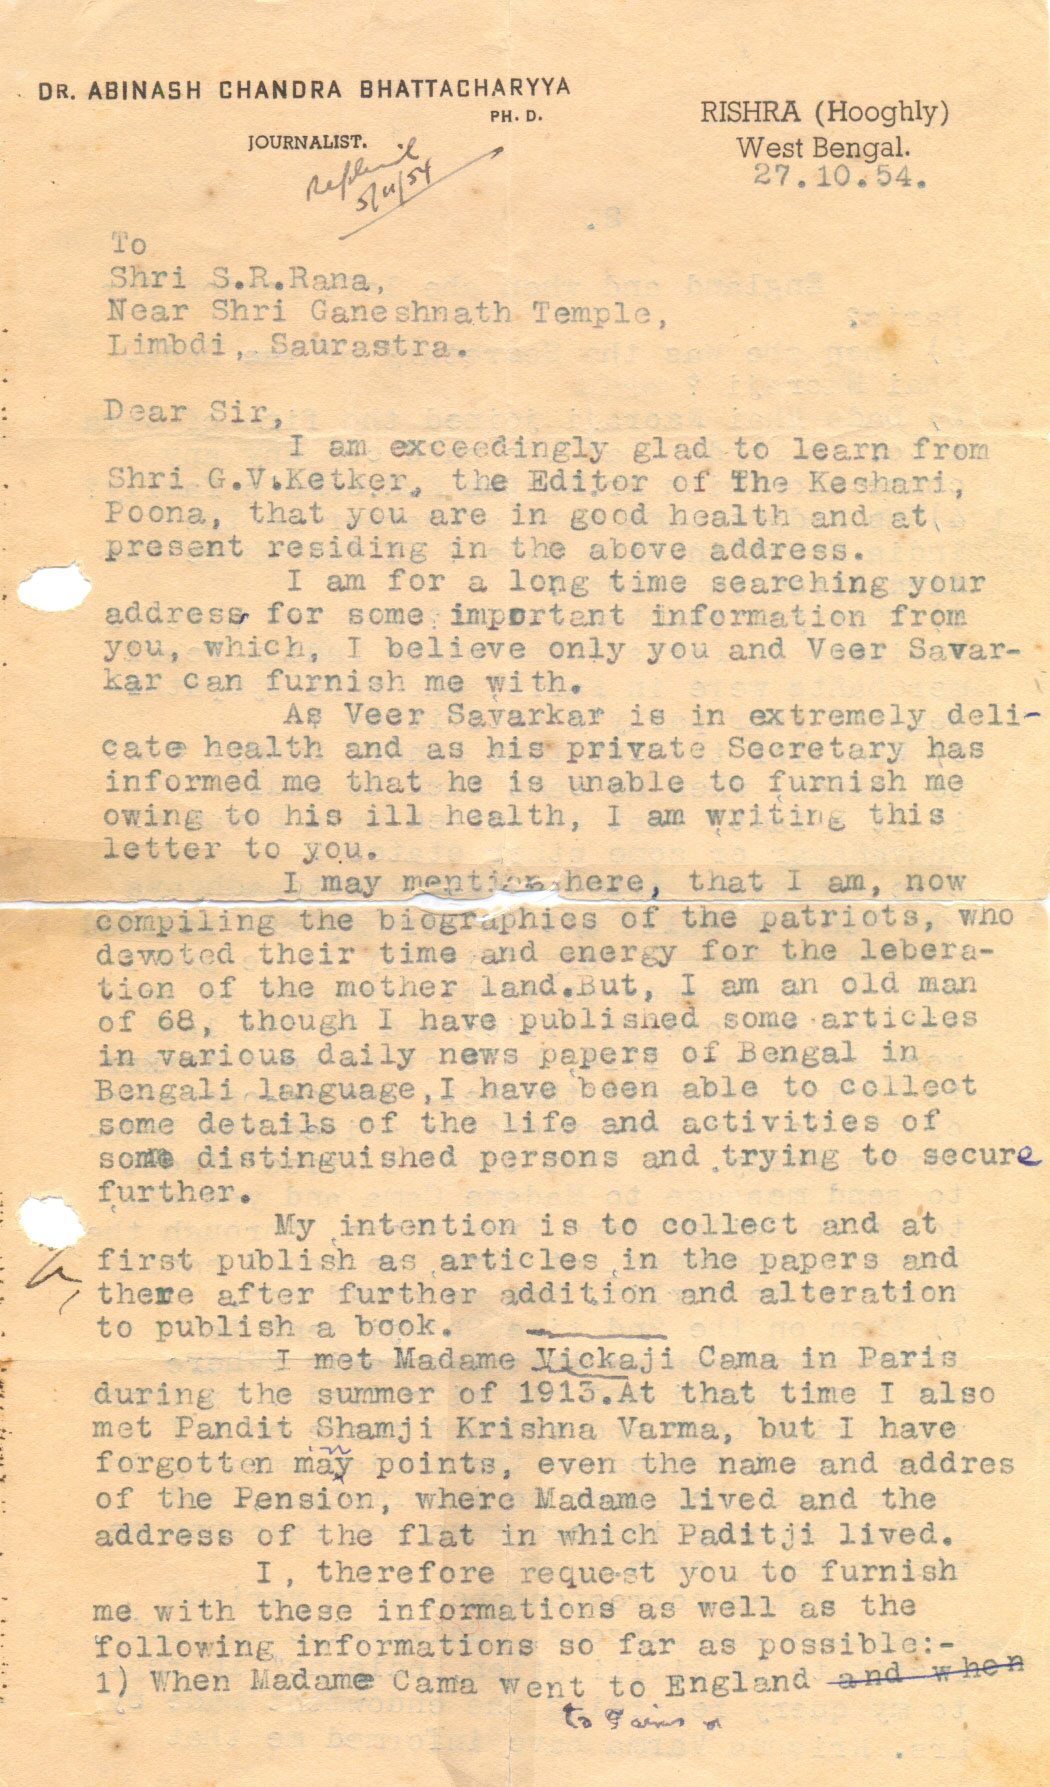 DR. ABINASH CHANDRA BHATTACHARYYA
PH. D.
JOURNALIST.
RISHRA (Hooghly)
West Bengal.
27.10.54.
Replied
5/11/54
To
Shri S.R.Rana,
Near Shri Ganeshnath Temple,
Limbdi, Saurastra.
Dear Sir,
I am exceedingly glad to learn from
Shri G.V.Ketker, the Editor of The Keshari,
Poona, that you are in good health and at
present residing in the above address.
I am for a long time searching your
address for some important information from
you, which, I believe only you and Veer Savar-
kar can furnish me with.
As Veer Savarkar is in extremely deli-
cate health and as his private Secretary has
informed me that he is unable to furnish me
owing to his ill health, I am writing this
letter to you.
I may mention here, that I am, now
compiling the biographies of the patriots, who
devoted their time and energy for the lebera-
tion of the mother land.But, I am an old man
of 68, though I have published some articles
in various daily news papers of Bengal in
Bengali language,I have been able to collect
some details of the life and activities of
some distinguished persons and trying to secure
further.
My intention is to collect and at
first publish as articles in the papers and
there after further addition and alteration
to publish a book.
I met Madame Vickaji Cama in Paris
during the summer of 1913.At that time I also
met Pandit Shamji Krishna Varma, but I have
n
forgotten may points, even the name and addres
of the Pension, where Madame lived and the
address of the flat in which Paditji lived.
I, therefore request you to furnish
me with these informations as well as the
following informations so far as possible:-
1) When Madame Cama went to England and when
to Paris